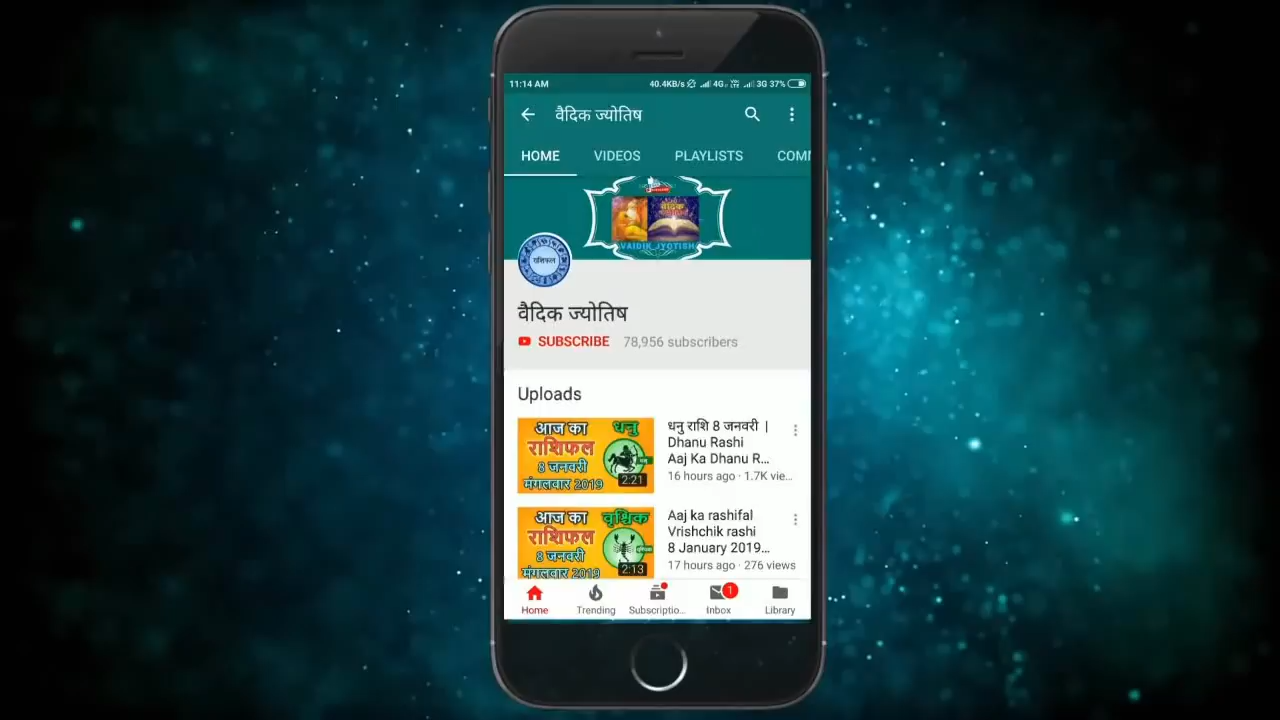 11:14 AM
40.4KB/s 4G 3G 37%
वैदिक ज्योतिष
HOME VIDEOS PLAYLISTS COMM
वैदिक
VAIDIK JYOTISH
राशिफल
वैदिक ज्योतिष
SUBSCRIBE 78,956 subscribers
Uploads
आज का धनु
राशिफल
8 जनवरी
मंगलवार 2019
2:21
धनु राशि 8 जनवरी |
Dhanu Rashi
Aaj Ka Dhanu R...
16 hours ago · 1.7K vie...
आज का वृश्चिक
राशिफल
8 जनवरी
मंगलवार 2019
2:13
Aaj ka rashifal
Vrishchik rashi
8 January 2019...
17 hours ago · 276 views
1
Home Trending Subscriptio... Inbox Library